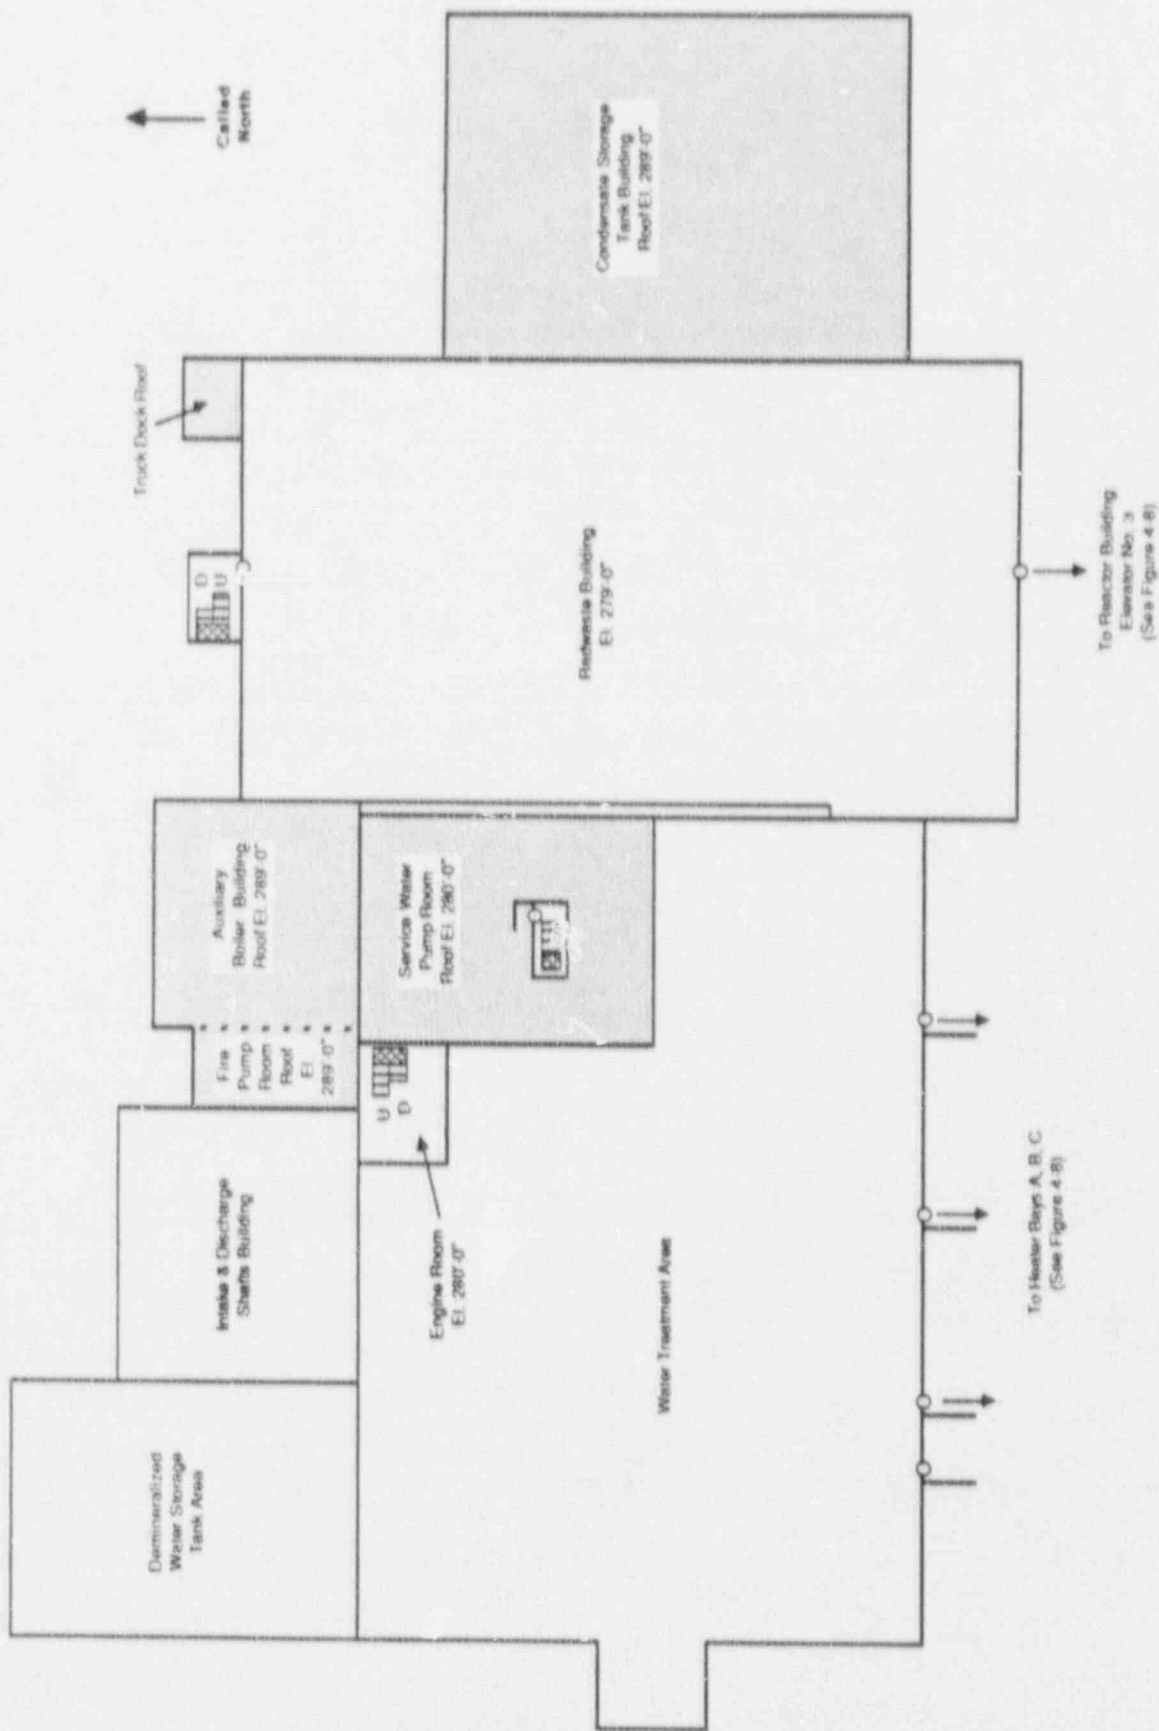 Called
North
Condensate Storage
Tank Building
Roof El. 289'-0"
Truck Dock Roof
D
U
Radwaste Building
El. 279'-0"
To Reactor Building
Elevator No. 3
(See Figure 4-8)
Auxiliary
Boiler Building
Roof El. 289'-0"
Service Water
Pump Room
Roof El. 280'-0"
Fire
Pump
Room
Roof
El.
289'-0"
U
D
Intake & Discharge
Shafts Building
Engine Room
El. 280'-0"
Water Treatment Area
Demineralized
Water Storage
Tank Area
To Heater Bays A, B, C
(See Figure 4-8)